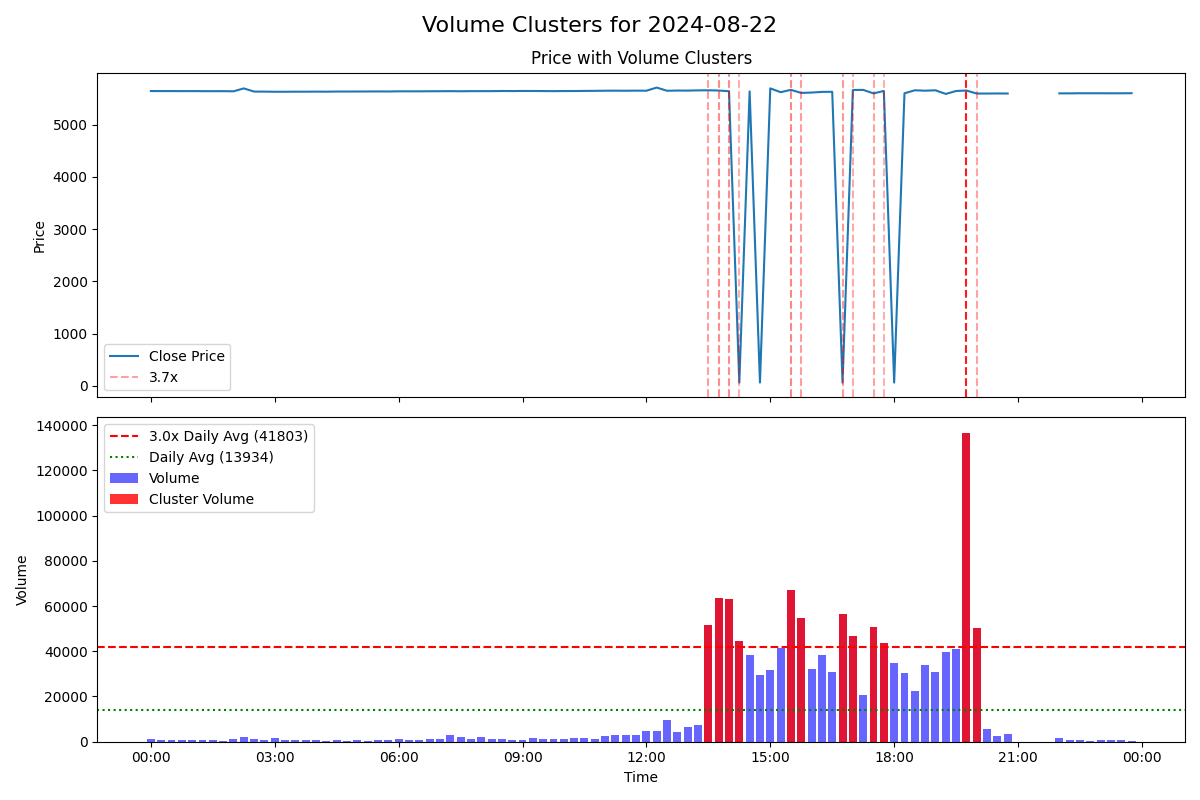 Volume Clusters for 2024-08-22
Price with Volume Clusters
Price
5000
4000
3000
2000
1000
0
Close Price
3.7x
Volume
140000
120000
100000
80000
60000
40000
20000
0
3.0x Daily Avg (41803)
Daily Avg (13934)
Volume
Cluster Volume
00:00 03:00 06:00 09:00 12:00 15:00 18:00 21:00 00:00
Time